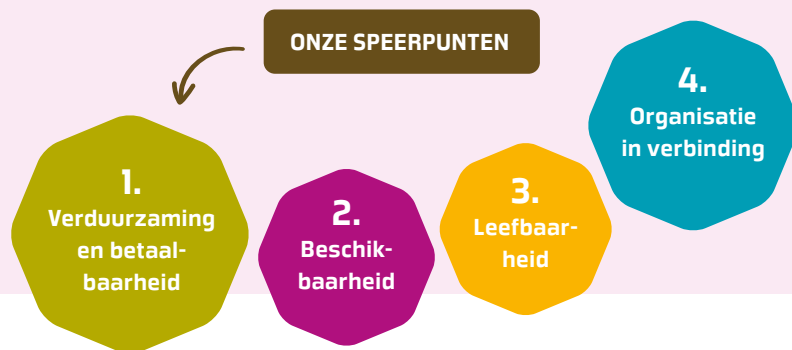 ONZE SPEERPUNTEN
1.
Verduurzaming
en betaal-
baarheid
2.
Beschik-
baarheid
3.
Leefbaar-
heid
4.
Organisatie
in verbinding